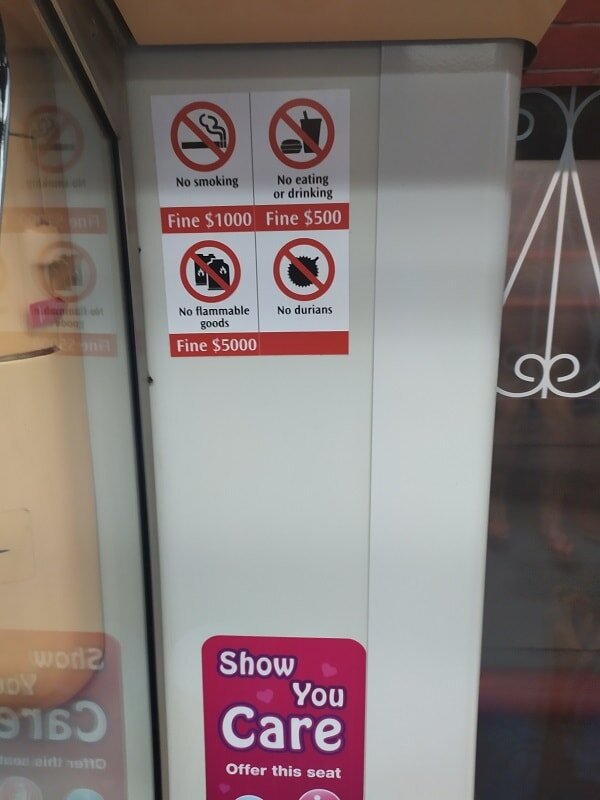 No smoking
No eating
or drinking
Fine $1000
Fine $500
No flammable
goods
No durians
Fine $5000
Show
You
Care
Offer this seat